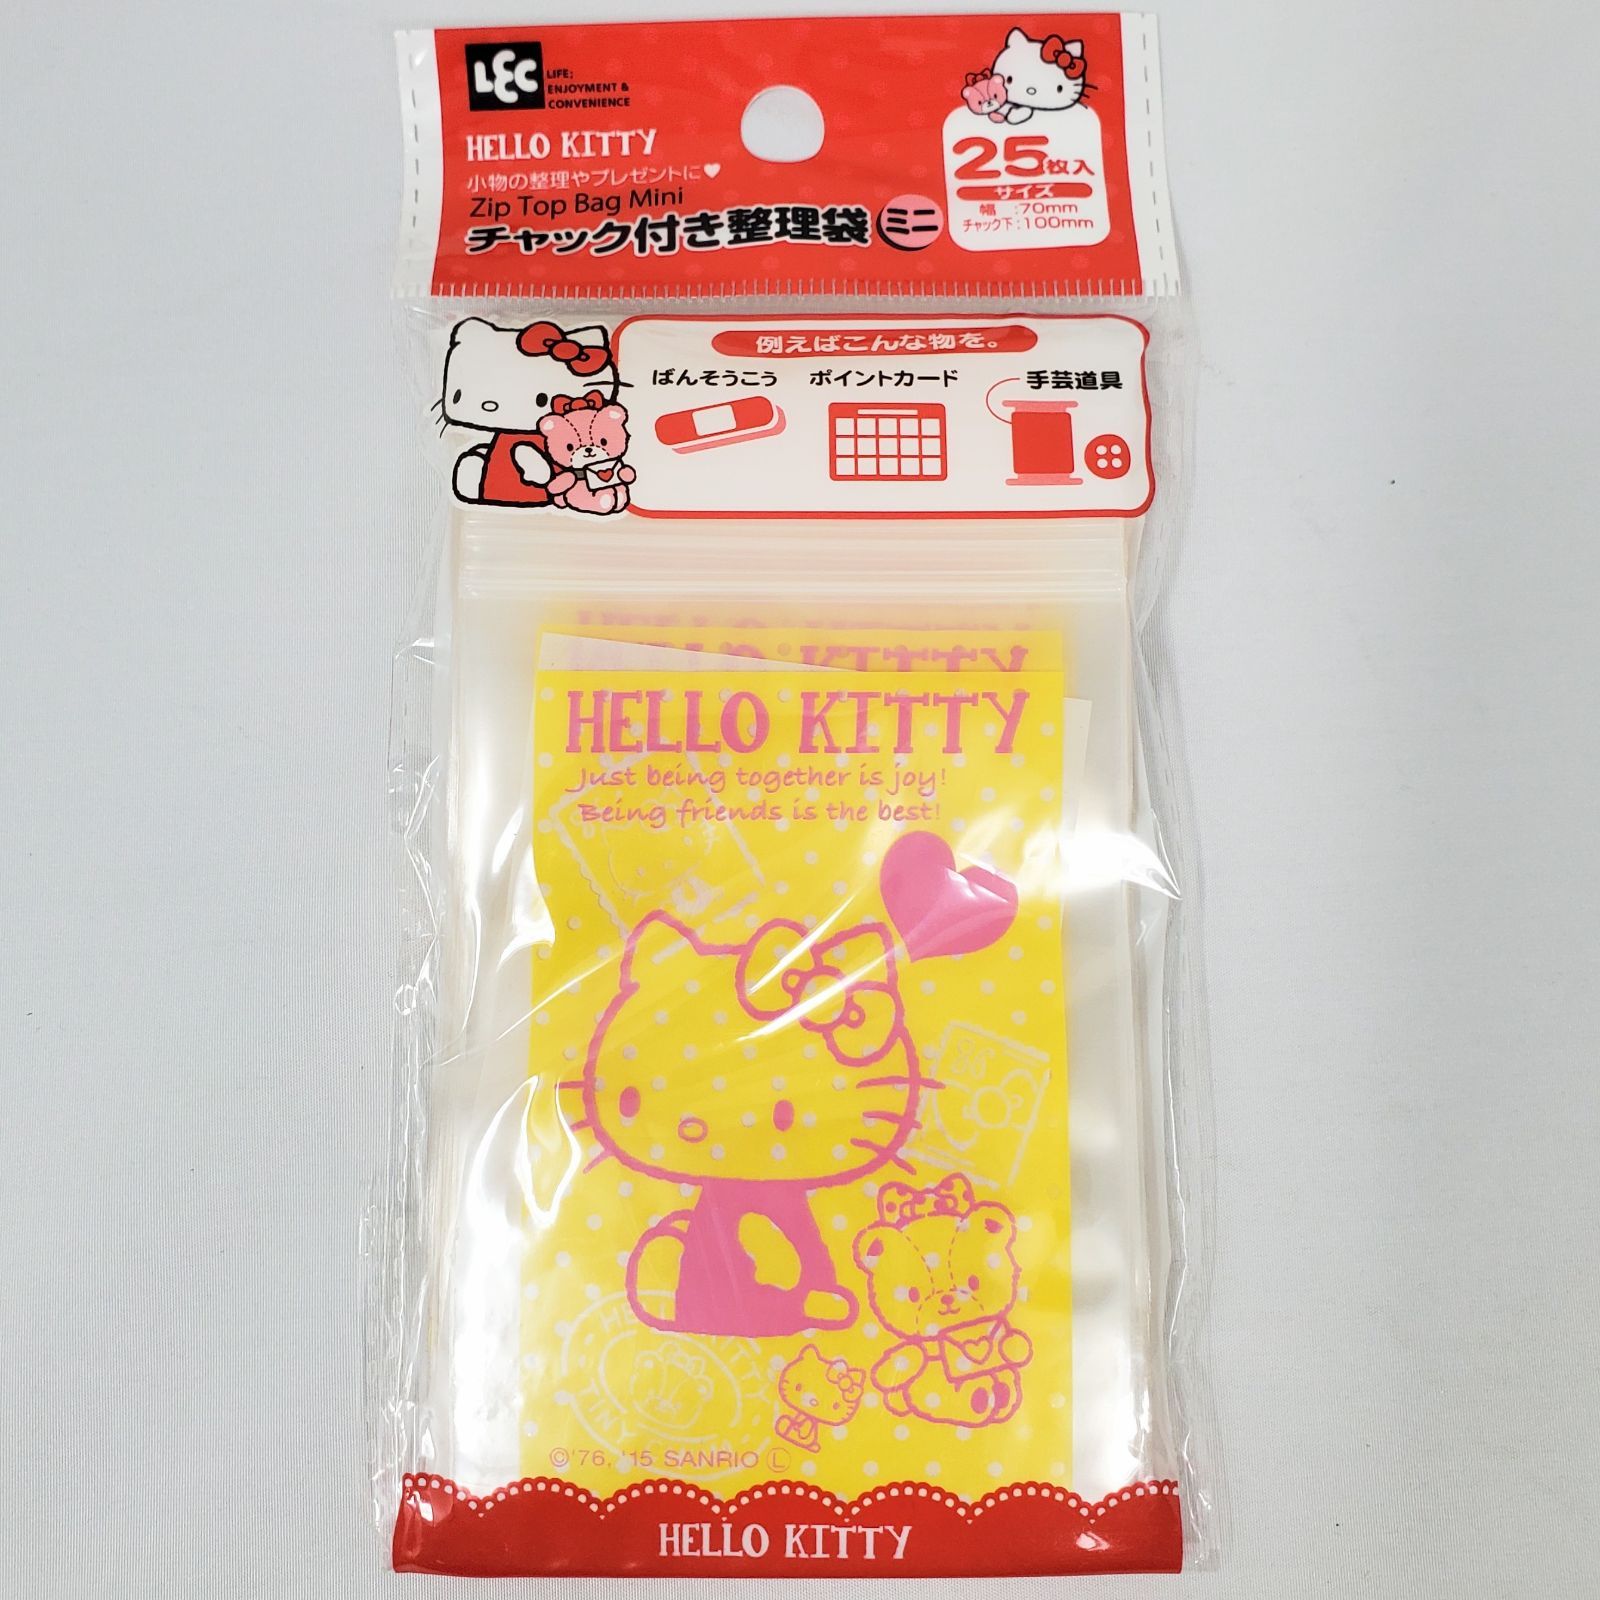 LEC
LIFE;
ENJOYMENT &
CONVENIENCE
HELLO KITTY
小物の整理やプレゼントに♥
Zip Top Bag Mini
チャック付き整理袋 ミニ
25枚入
サイズ
幅 :70mm
チャック下:100mm
例えばこんな物を。
ばんそうこう ポイントカード 手芸道具
HELLO KITTY
HELLO KITTY
Just being together is joy!
Being friends is the best!
©'76, '15 SANRIO Ⓛ
HELLO KITTY